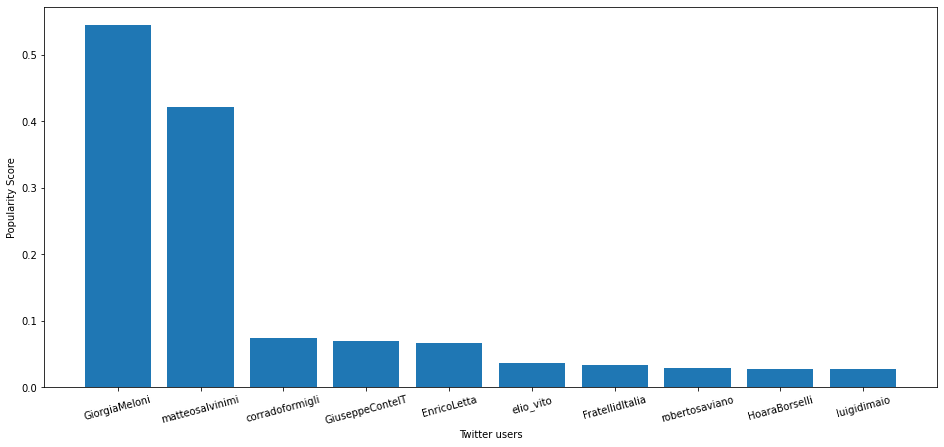 Popularity Score
0.5
0.4
0.3
0.2
0.1
0.0
GiorgiaMeloni
matteosalvinimi
corradoformigli
GiuseppeConteIT
EnricoLetta
elio_vito
FratellidItalia
robertosaviano
HoaraBorselli
luigidimaio
Twitter users